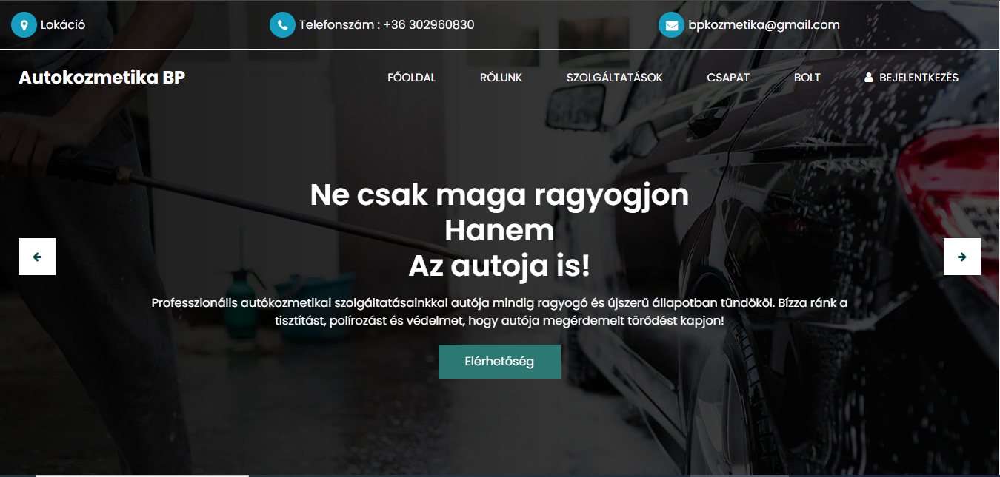 Lokáció
Telefonszám : +36 302960830
bpkozmetika@gmail.com
Autokozmetika BP
FŐOLDAL
RÓLUNK
SZOLGÁLTATÁSOK
CSAPAT
BOLT
BEJELENTKEZÉS
Ne csak maga ragyogjon
Hanem
Az autoja is!
Professzionális autókozmetikai szolgáltatásainkkal autója mindig ragyogó és újszerű állapotban tündököl. Bízza ránk a
tisztítást, polírozást és védelmet, hogy autója megérdemelt törődést kapjon!
Elérhetőség